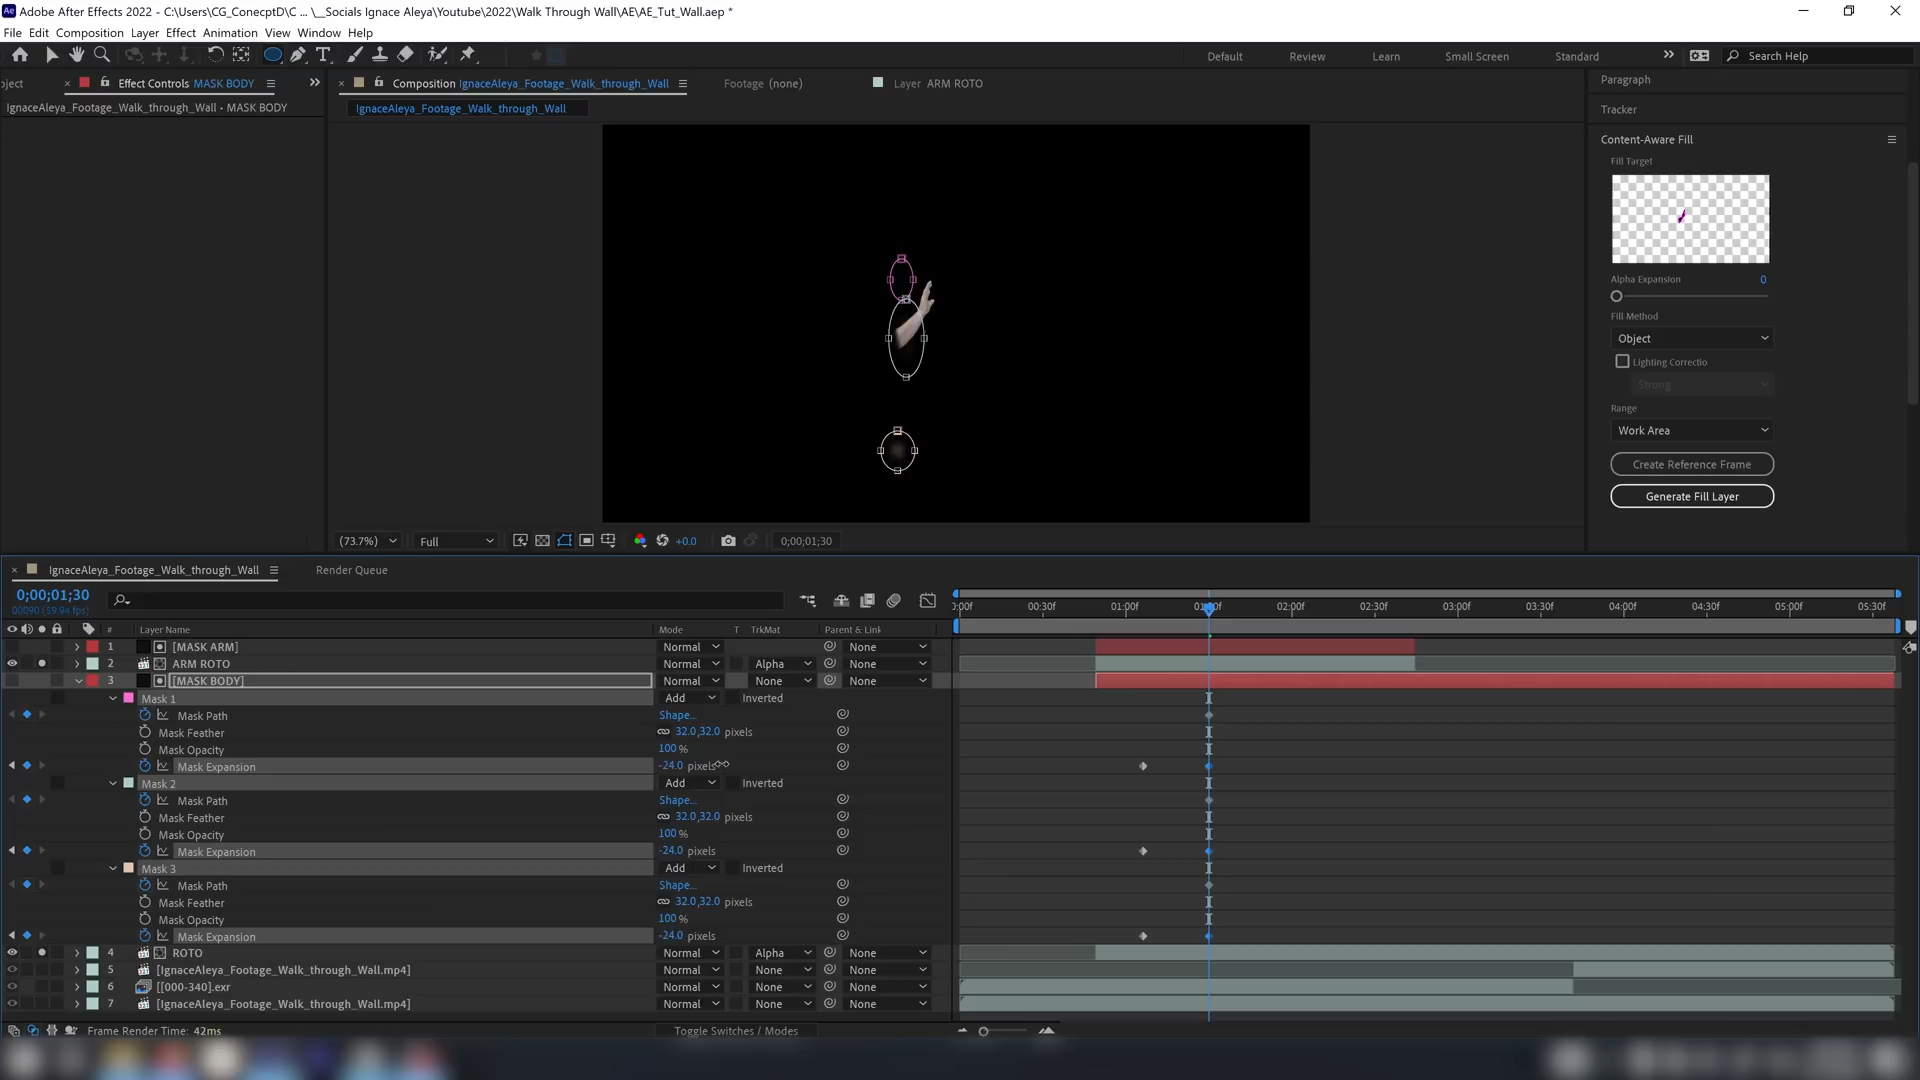 Adobe After Effects 2022 - C:\Users\CG_ConecptD\C ... \__Socials Ignace Aleya\Youtube\2022\Walk Through Wall\AE\AE_Tut_Wall.aep *
File Edit Composition Layer Effect Animation View Window Help
Default Review Learn Small Screen Standard Search Help
oject Effect Controls MASK BODY
Composition IgnaceAleya_Footage_Walk_through_Wall Footage (none) Layer ARM ROTO
IgnaceAleya_Footage_Walk_through_Wall • MASK BODY
IgnaceAleya_Footage_Walk_through_Wall
Paragraph
Tracker
Content-Aware Fill
Fill Target
Alpha Expansion 0
Fill Method
Object
Lighting Correctio
Strong
Range
Work Area
Create Reference Frame
Generate Fill Layer
(73.7%) Full +0.0 0;00;01;30
IgnaceAleya_Footage_Walk_through_Wall Render Queue
0;00;01;30
00090 (59.94 fps)
:00f 00:30f 01:00f 01:30f 02:00f 02:30f 03:00f 03:30f 04:00f 04:30f 05:00f 05:30f
# Layer Name Mode T TrkMat Parent & Link
1 [MASK ARM] Normal None
2 ARM ROTO Normal Alpha None
3 [MASK BODY] Normal None None
Mask 1 Add Inverted
Mask Path Shape...
Mask Feather 32.0,32.0 pixels
Mask Opacity 100 %
Mask Expansion -24.0 pixels
Mask 2 Add Inverted
Mask Path Shape...
Mask Feather 32.0,32.0 pixels
Mask Opacity 100 %
Mask Expansion -24.0 pixels
Mask 3 Add Inverted
Mask Path Shape...
Mask Feather 32.0,32.0 pixels
Mask Opacity 100 %
Mask Expansion -24.0 pixels
4 ROTO Normal Alpha None
5 [IgnaceAleya_Footage_Walk_through_Wall.mp4] Normal None None
6 [[000-340].exr Normal None None
7 [IgnaceAleya_Footage_Walk_through_Wall.mp4] Normal None None
Frame Render Time: 42ms Toggle Switches / Modes